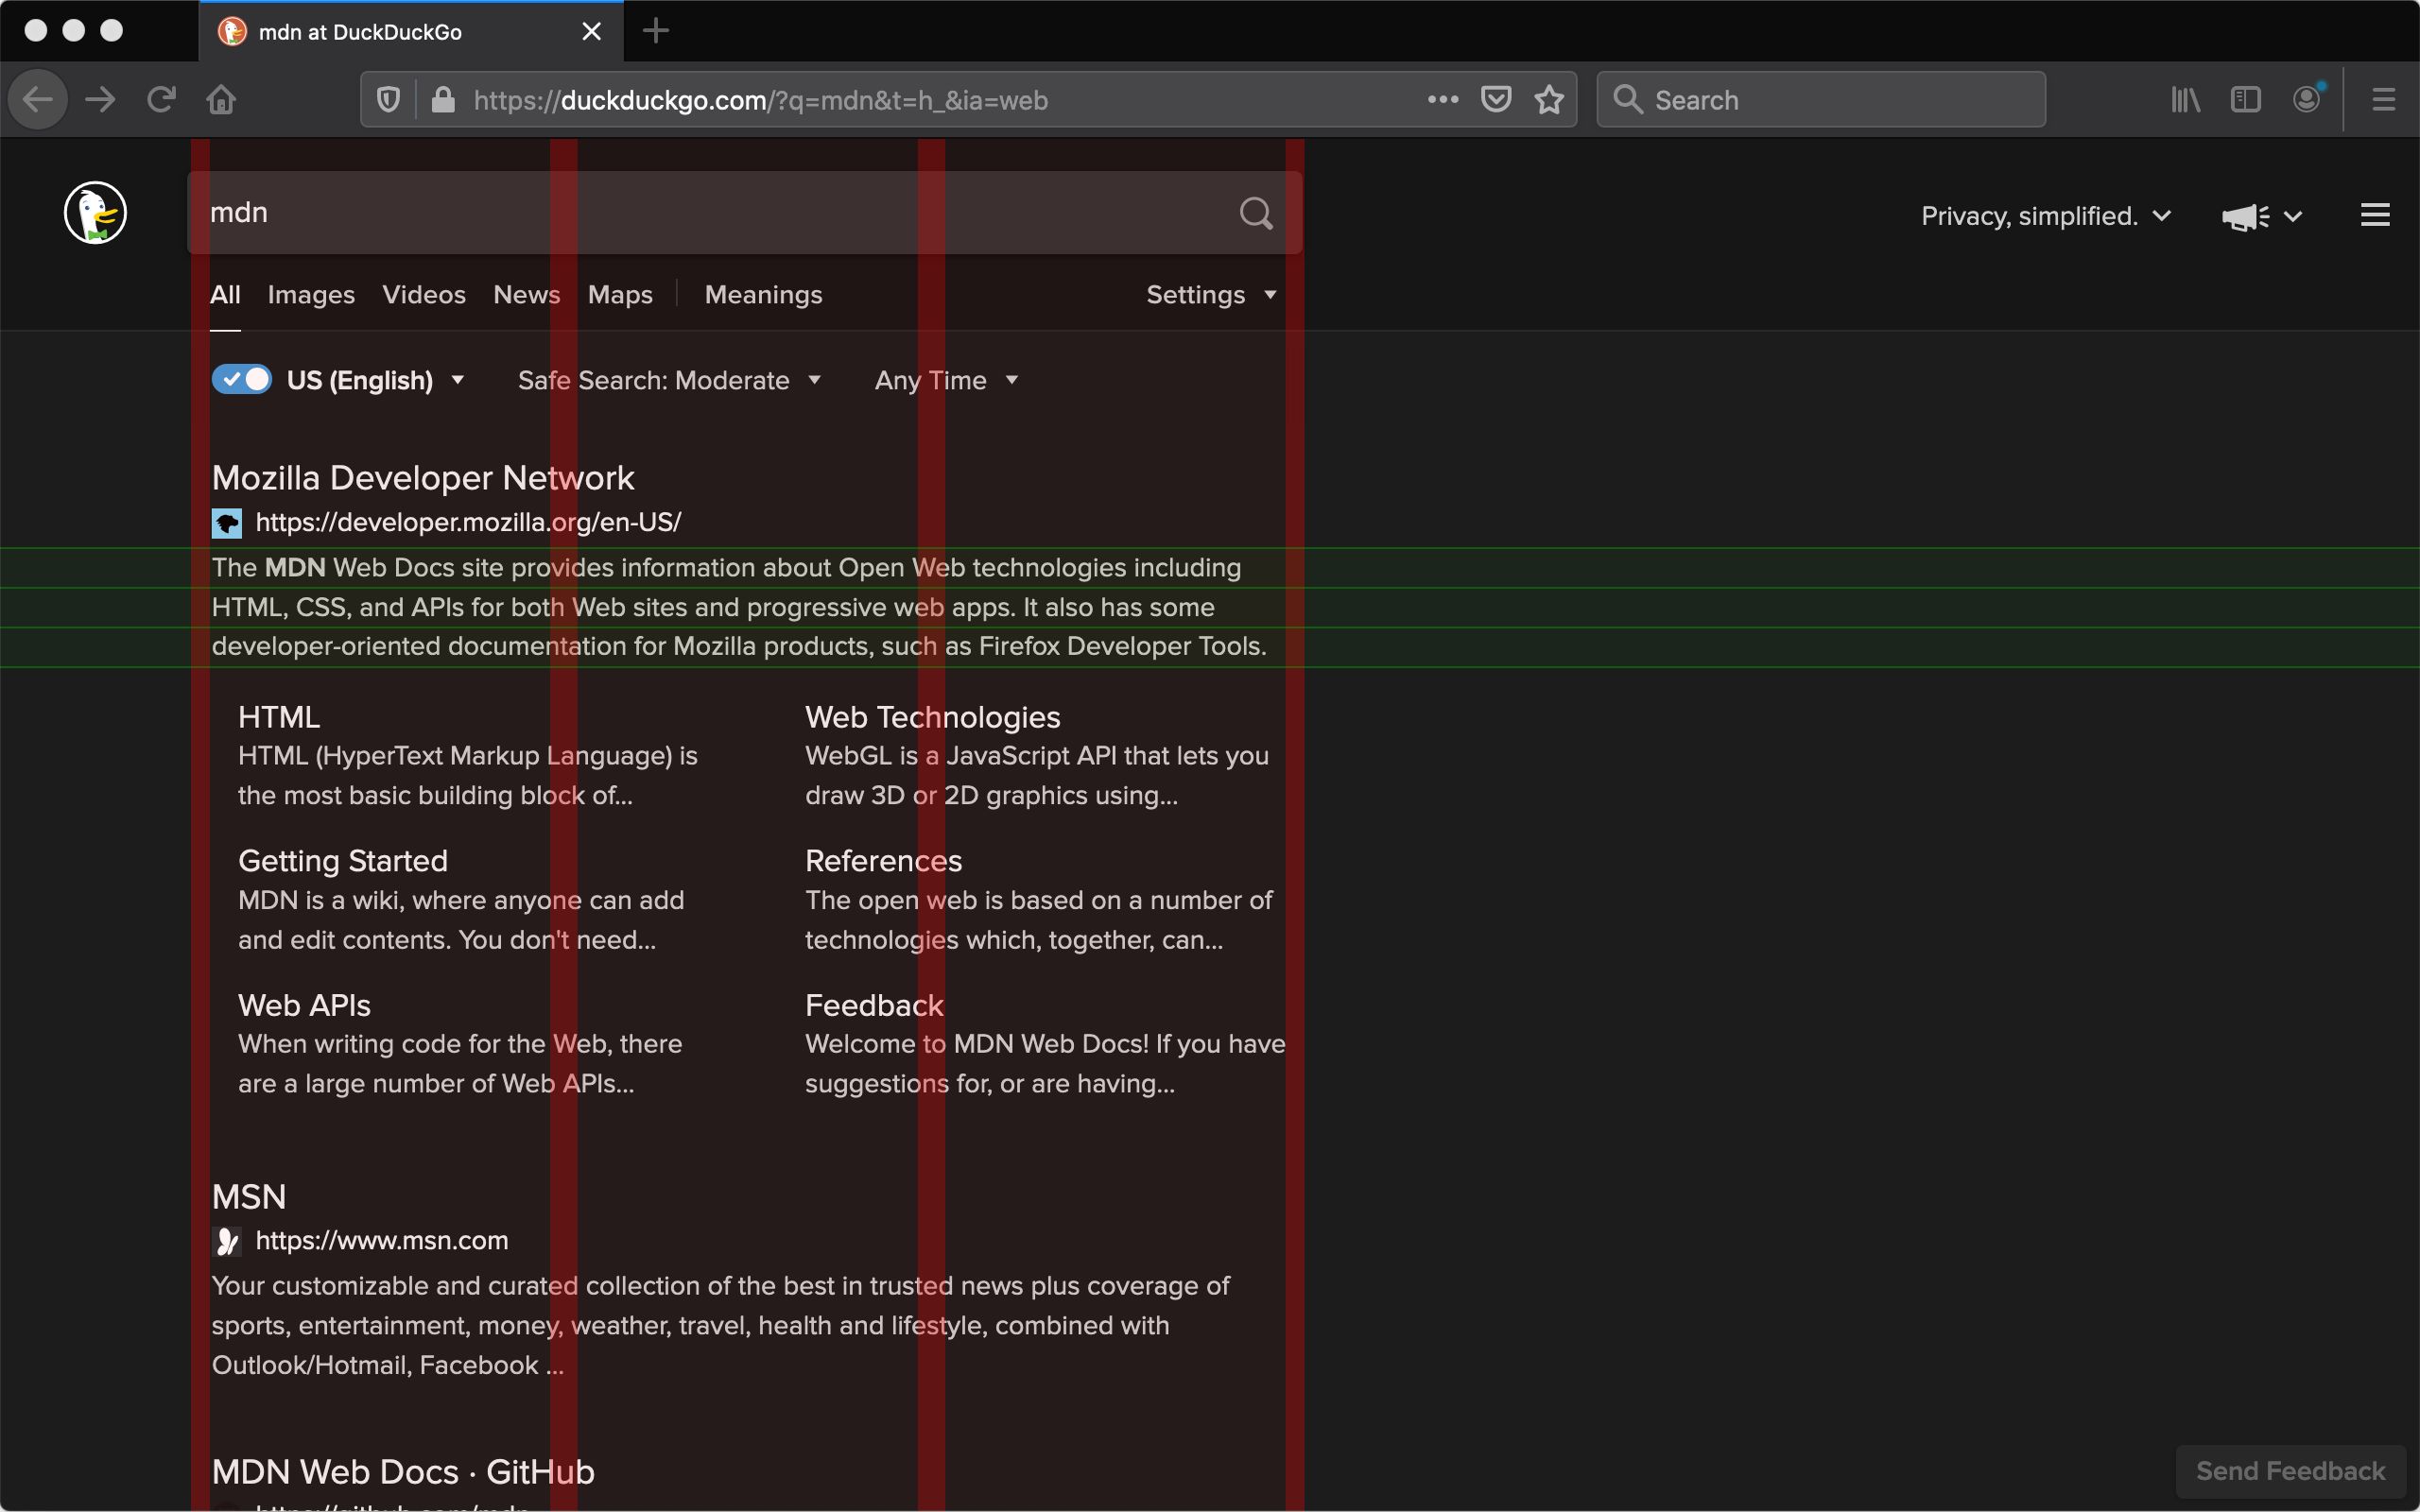 mdn at DuckDuckGo
https://duckduckgo.com/?q=mdn&t=h_&ia=web
Search
mdn
Privacy, simplified.
All Images Videos News Maps Meanings Settings
US (English) Safe Search: Moderate Any Time
Mozilla Developer Network
https://developer.mozilla.org/en-US/
The MDN Web Docs site provides information about Open Web technologies including
HTML, CSS, and APIs for both Web sites and progressive web apps. It also has some
developer-oriented documentation for Mozilla products, such as Firefox Developer Tools.
HTML
HTML (HyperText Markup Language) is
the most basic building block of...
Web Technologies
WebGL is a JavaScript API that lets you
draw 3D or 2D graphics using...
Getting Started
MDN is a wiki, where anyone can add
and edit contents. You don't need...
References
The open web is based on a number of
technologies which, together, can...
Web APIs
When writing code for the Web, there
are a large number of Web APIs...
Feedback
Welcome to MDN Web Docs! If you have
suggestions for, or are having...
MSN
https://www.msn.com
Your customizable and curated collection of the best in trusted news plus coverage of
sports, entertainment, money, weather, travel, health and lifestyle, combined with
Outlook/Hotmail, Facebook ...
MDN Web Docs · GitHub
https://github.com/mdn
Send Feedback